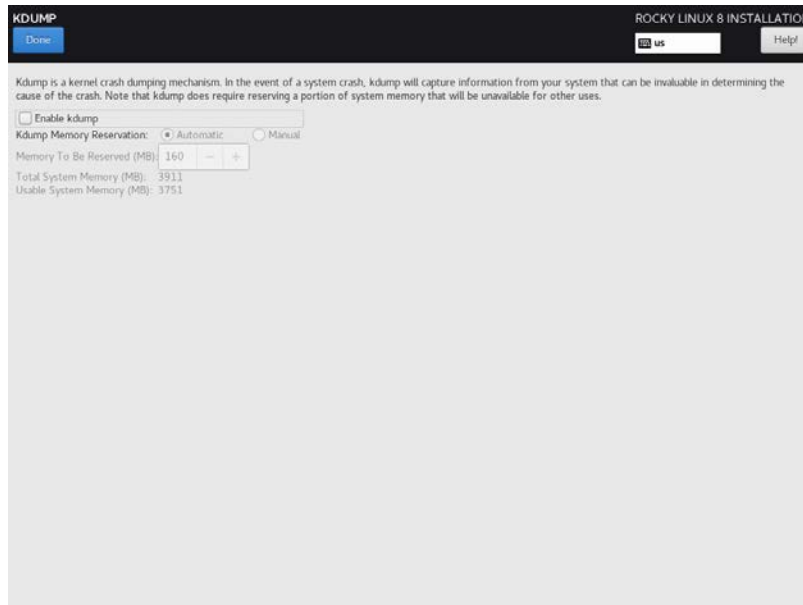 KDUMP
ROCKY LINUX 8 INSTALLATIO
Done
us
Help!
Kdump is a kernel crash dumping mechanism. In the event of a system crash, kdump will capture information from your system that can be invaluable in determining the
cause of the crash. Note that kdump does require reserving a portion of system memory that will be unavailable for other uses.
Enable kdump
Kdump Memory Reservation: Automatic Manual
Memory To Be Reserved (MB): 160 − +
Total System Memory (MB): 3911
Usable System Memory (MB): 3751